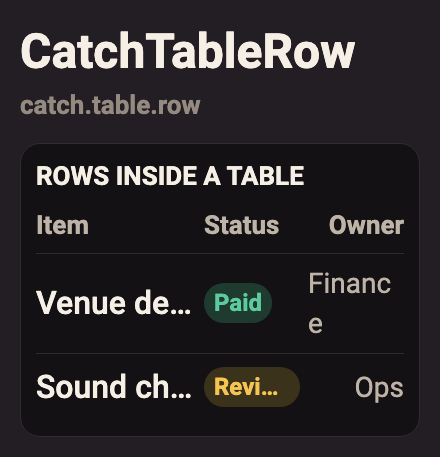 CatchTableRow
catch.table.row
ROWS INSIDE A TABLE
Item Status Owner
Venue de... Paid Financ
e
Sound ch... Revi... Ops